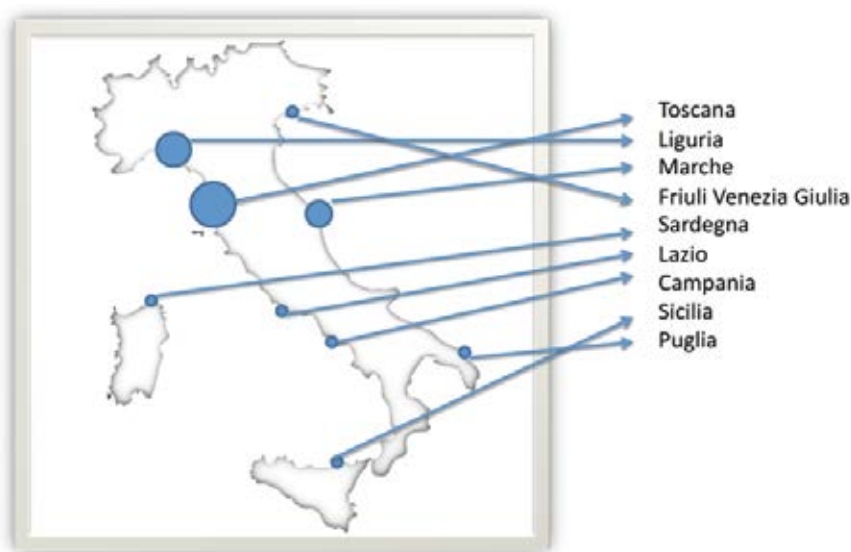 Toscana
Liguria
Marche
Friuli Venezia Giulia
Sardegna
Lazio
Campania
Sicilia
Puglia